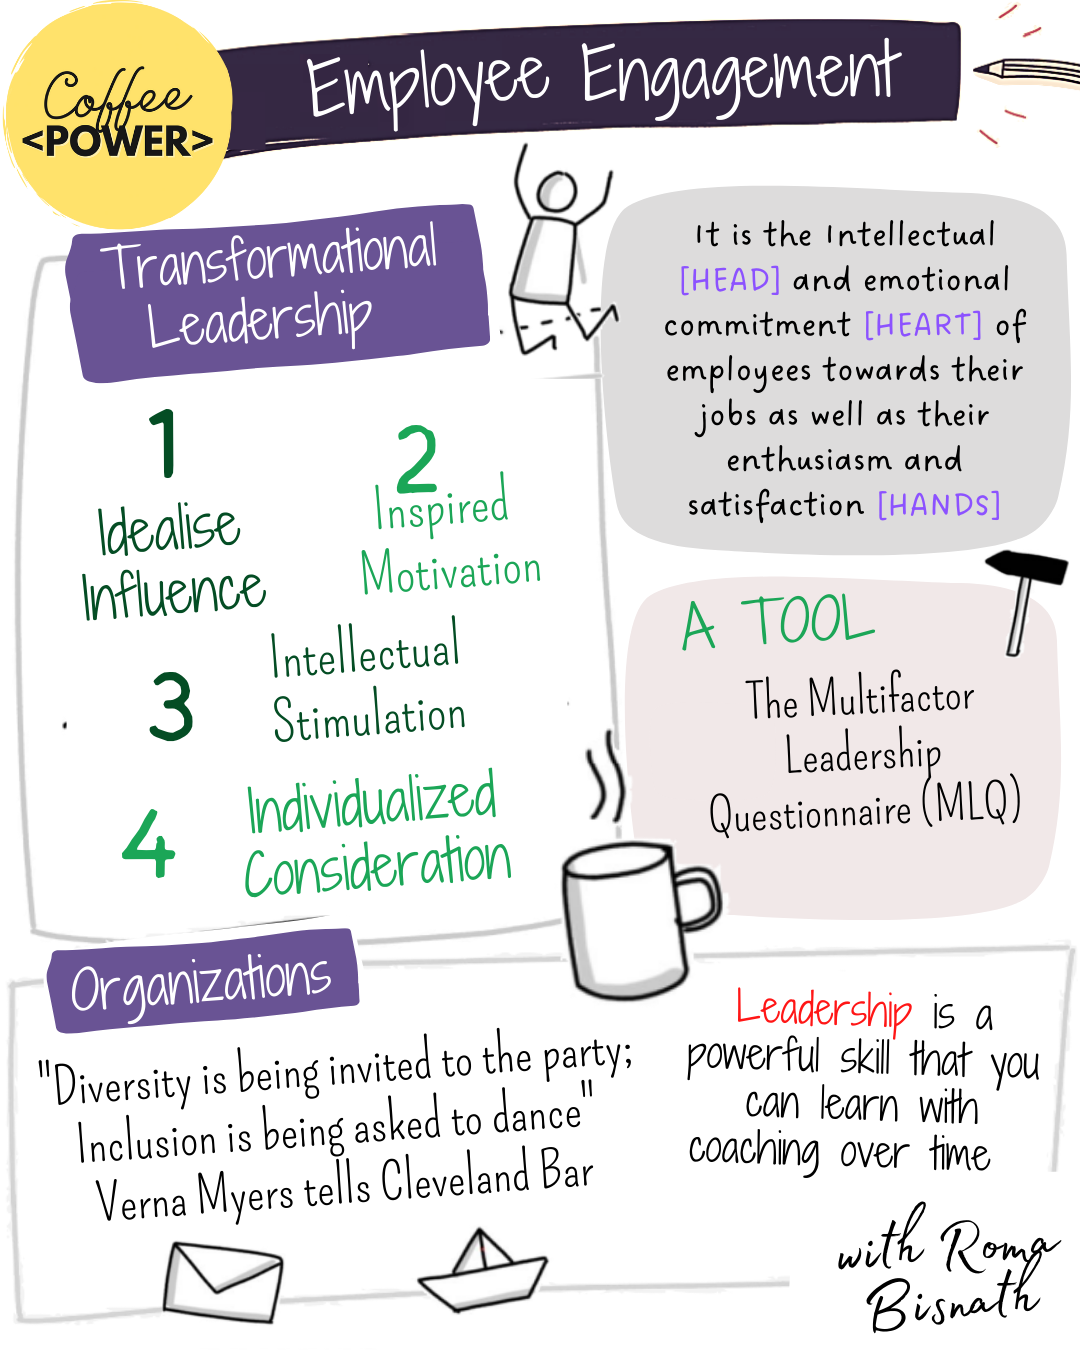 Coffee
<POWER>
Employee Engagement
Transformational
Leadership
1
Idealise
Influence
2
Inspired
Motivation
3
Intellectual
Stimulation
4
Individualized
Consideration
It is the Intellectual
[HEAD] and emotional
commitment [HEART] of
employees towards their
jobs as well as their
enthusiasm and
satisfaction [HANDS]
A TOOL
The Multifactor
Leadership
Questionnaire (MLQ)
Organizations
"Diversity is being invited to the party;
Inclusion is being asked to dance"
Verna Myers tells Cleveland Bar
Leadership is a
powerful skill that you
can learn with
coaching over time
with Roma
Bisnath